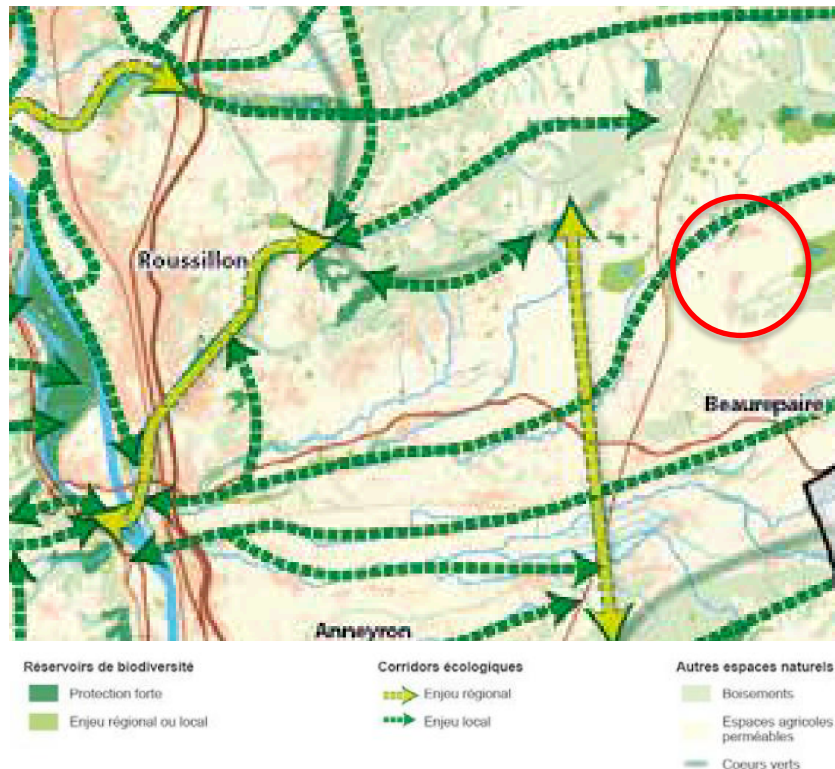 Roussillon
Beaurepaire
Anneyron
Réservoirs de biodiversité
Protection forte
Enjeu régional ou local
Corridors écologiques
Enjeu régional
Enjeu local
Autres espaces naturels
Boisements
Espaces agricoles
perméables
Coeurs verts